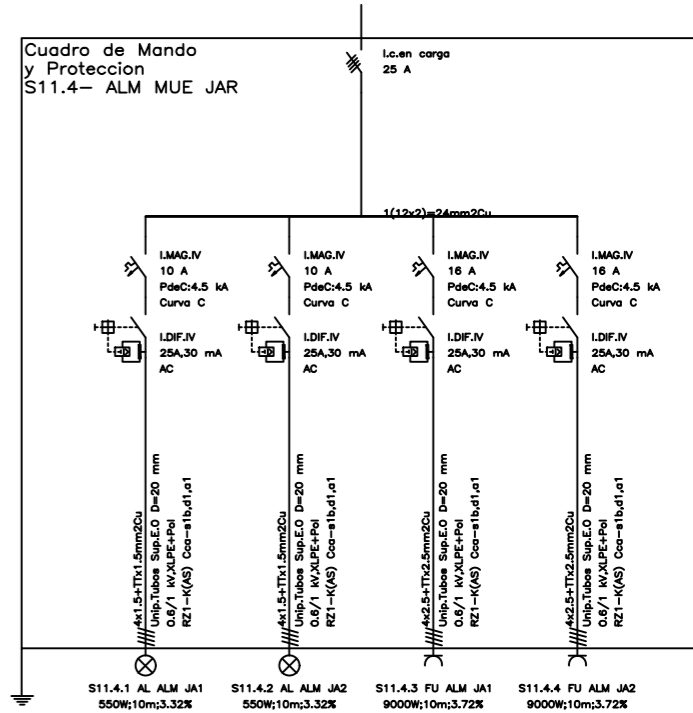 Cuadro de Mando
y Proteccion
S11.4- ALM MUE JAR
I.c.en carga
25 A
1(12x2)=24mm2Cu
I.MAG.IV
10 A
PdeC:4.5 kA
Curva C
I.MAG.IV
10 A
PdeC:4.5 kA
Curva C
I.MAG.IV
16 A
PdeC:4.5 kA
Curva C
I.MAG.IV
16 A
PdeC:4.5 kA
Curva C
I.DIF.IV
25A,30 mA
AC
I.DIF.IV
25A,30 mA
AC
I.DIF.IV
25A,30 mA
AC
I.DIF.IV
25A,30 mA
AC
4x1.5+TTx1.5mm2Cu
Unip.Tubos Sup.E.O D=20 mm
0.6/1 kV,XLPE+Pol
RZ1-K(AS) Cca-s1b,d1,a1
4x1.5+TTx1.5mm2Cu
Unip.Tubos Sup.E.O D=20 mm
0.6/1 kV,XLPE+Pol
RZ1-K(AS) Cca-s1b,d1,a1
4x2.5+TTx2.5mm2Cu
Unip.Tubos Sup.E.O D=20 mm
0.6/1 kV,XLPE+Pol
RZ1-K(AS) Cca-s1b,d1,a1
4x2.5+TTx2.5mm2Cu
Unip.Tubos Sup.E.O D=20 mm
0.6/1 kV,XLPE+Pol
RZ1-K(AS) Cca-s1b,d1,a1
S11.4.1 AL ALM JA1
550W;10m;3.32%
S11.4.2 AL ALM JA2
550W;10m;3.32%
S11.4.3 FU ALM JA1
9000W;10m;3.72%
S11.4.4 FU ALM JA2
9000W;10m;3.72%